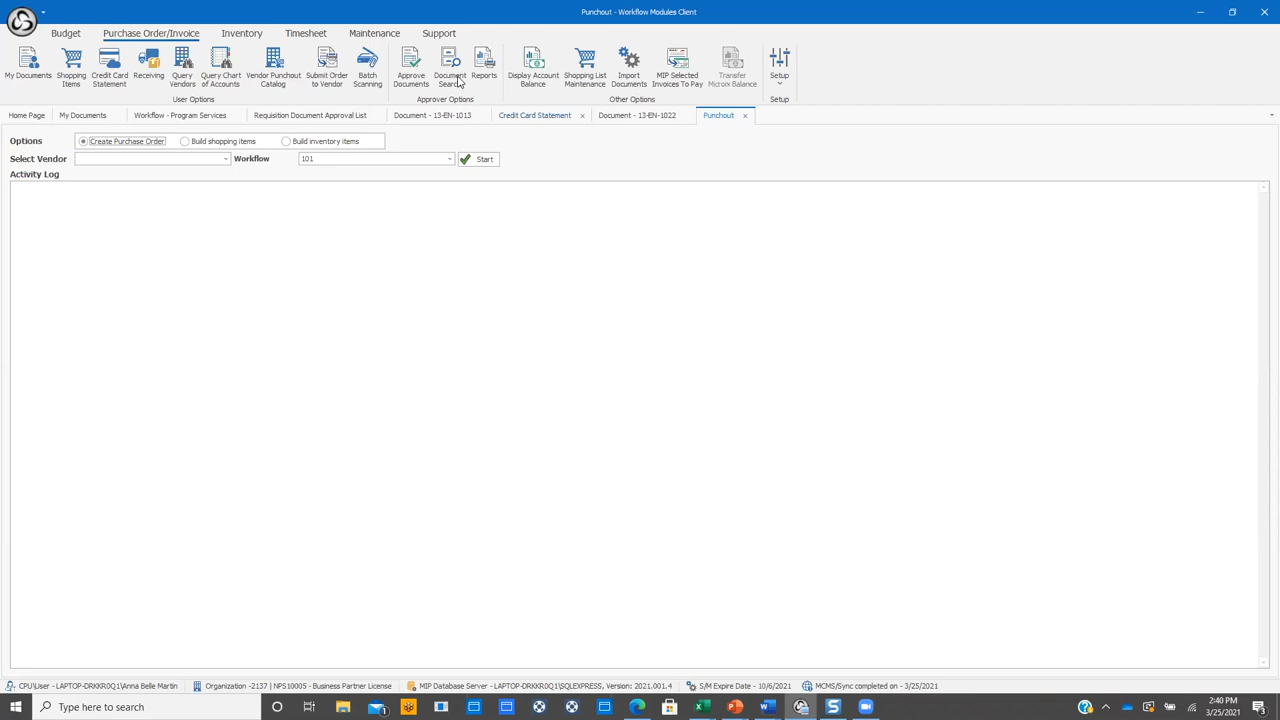 Punchout - Workflow Modules Client
Budget
Purchase Order/Invoice
Inventory
Timesheet
Maintenance
Support
My Documents
Shopping
Items
Credit Card
Statement
Receiving
Query
Vendors
Query Chart
of Accounts
Vendor Punchout
Catalog
Submit Order
to Vendor
Batch
Scanning
Approve
Documents
Document
Search
Reports
Display Account
Balance
Shopping List
Maintenance
Import
Documents
MIP Selected
Invoices To Pay
Transfer
Microix Balance
Setup
User Options
Approver Options
Other Options
Setup
Home Page
My Documents
Workflow - Program Services
Requisition Document Approval List
Document - 13-EN-1013
Credit Card Statement
Document - 13-EN-1022
Punchout
Options
Create Purchase Order
Build shopping items
Build inventory items
Select Vendor
Workflow
101
Start
Activity Log
CPU\User - LAPTOP-DRKKR0Q1\Anna Belle Martin
Organization -2137 | NPS10005 - Business Partner License
MIP Database Server - LAPTOP-DRKKR0Q1\SQLEXPRESS, Version: 2021.001.4
S/M Expire Date - 10/6/2021
MCMS/Sync completed on - 3/25/2021
Type here to search
2:40 PM
3/25/2021